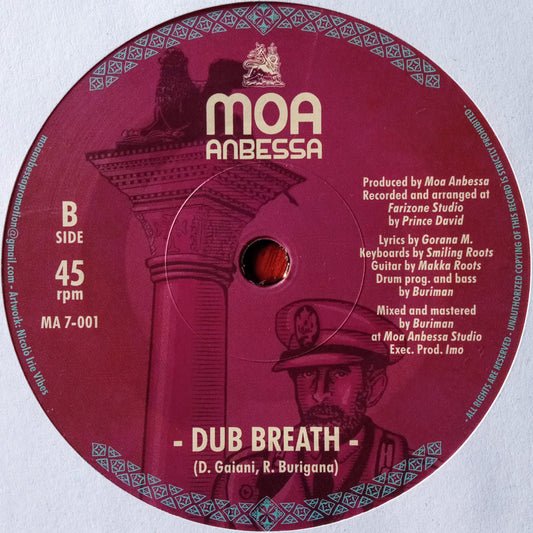 MOA
ANBESSA
B
SIDE
45
rpm
MA 7-001
Produced by Moa Anbessa
Recorded and arranged at
Farizone Studio
by Prince David
Lyrics by Gorana M.
Keyboards by Smiling Roots
Guitar by Makka Roots
Drum prog. and bass
by Buriman
Mixed and mastered
by Buriman
at Moa Anbessa Studio
Exec. Prod. Imo
- DUB BREATH -
(D. Gaiani, R. Burigana)
moaanbessapromotion@gmail.com - Artwork: Nicolò Irie Vibes
- ALL RIGHTS ARE RESERVED - UNAUTHORIZED COPYING OF THIS RECORD IS STRICTLY PROHIBITED -